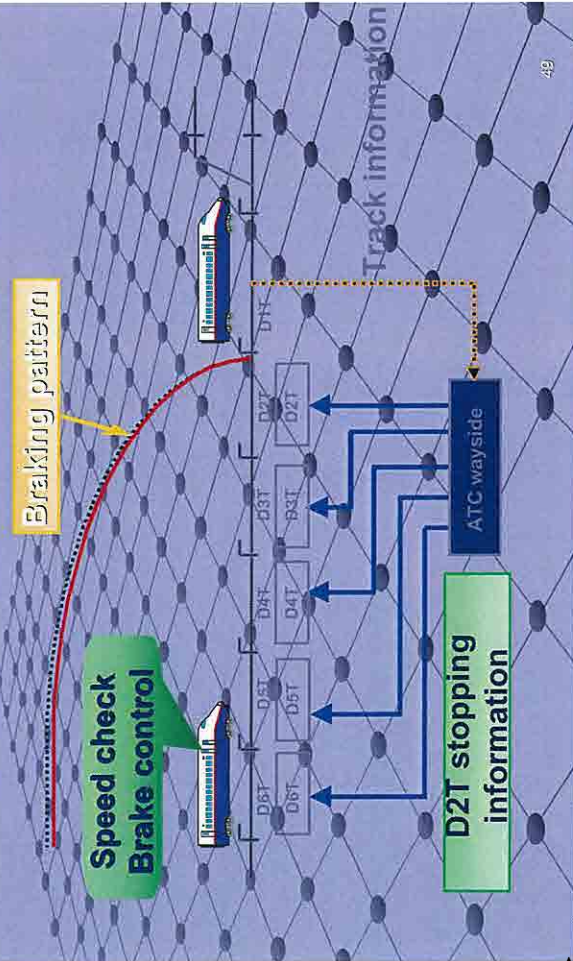 Braking pattern
Speed check
Brake control
D6T
D5T
D4T
D3T
D2T
D1T
D6T
D5T
D4T
D3T
D2T
Track information
ATC wayside
D2T stopping
information
49